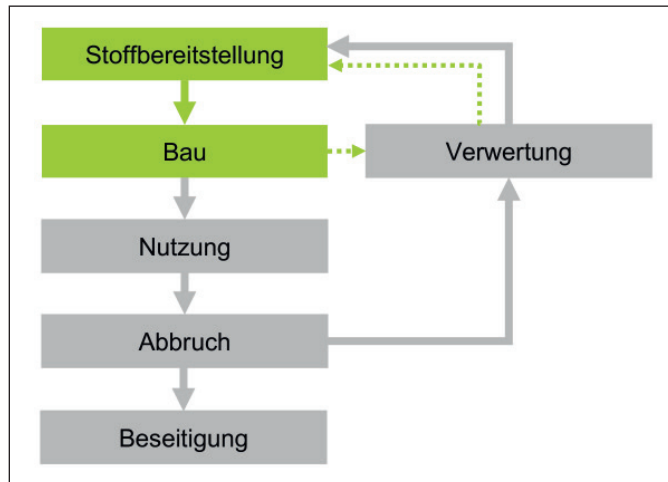 Stoffbereitstellung
Bau
Verwertung
Nutzung
Abbruch
Beseitigung